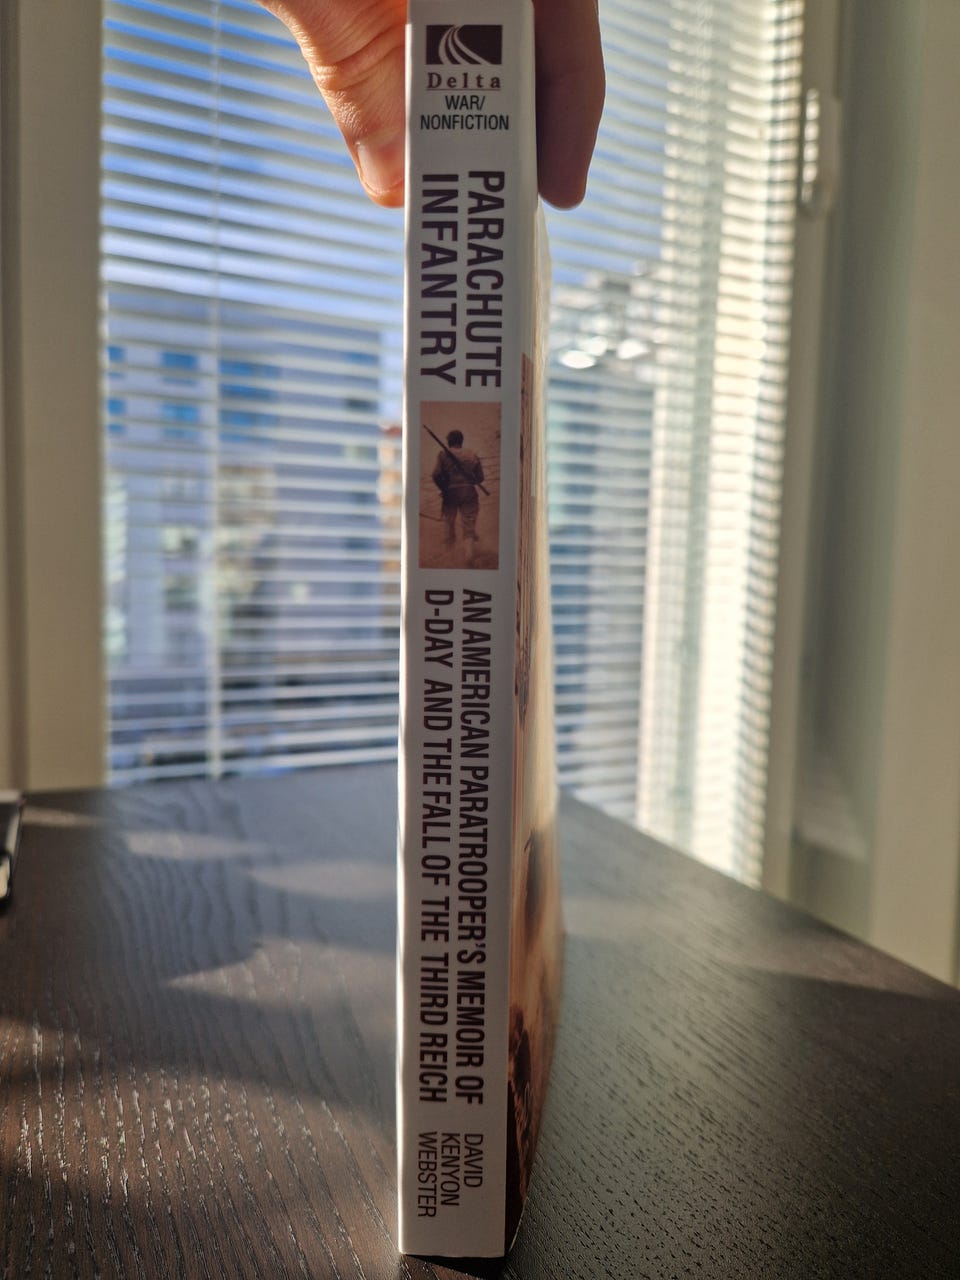 Delta
WAR/
NONFICTION
PARACHUTE
INFANTRY
AN AMERICAN PARATROOPER'S MEMOIR OF
D-DAY AND THE FALL OF THE THIRD REICH
DAVID
KENYON
WEBSTER